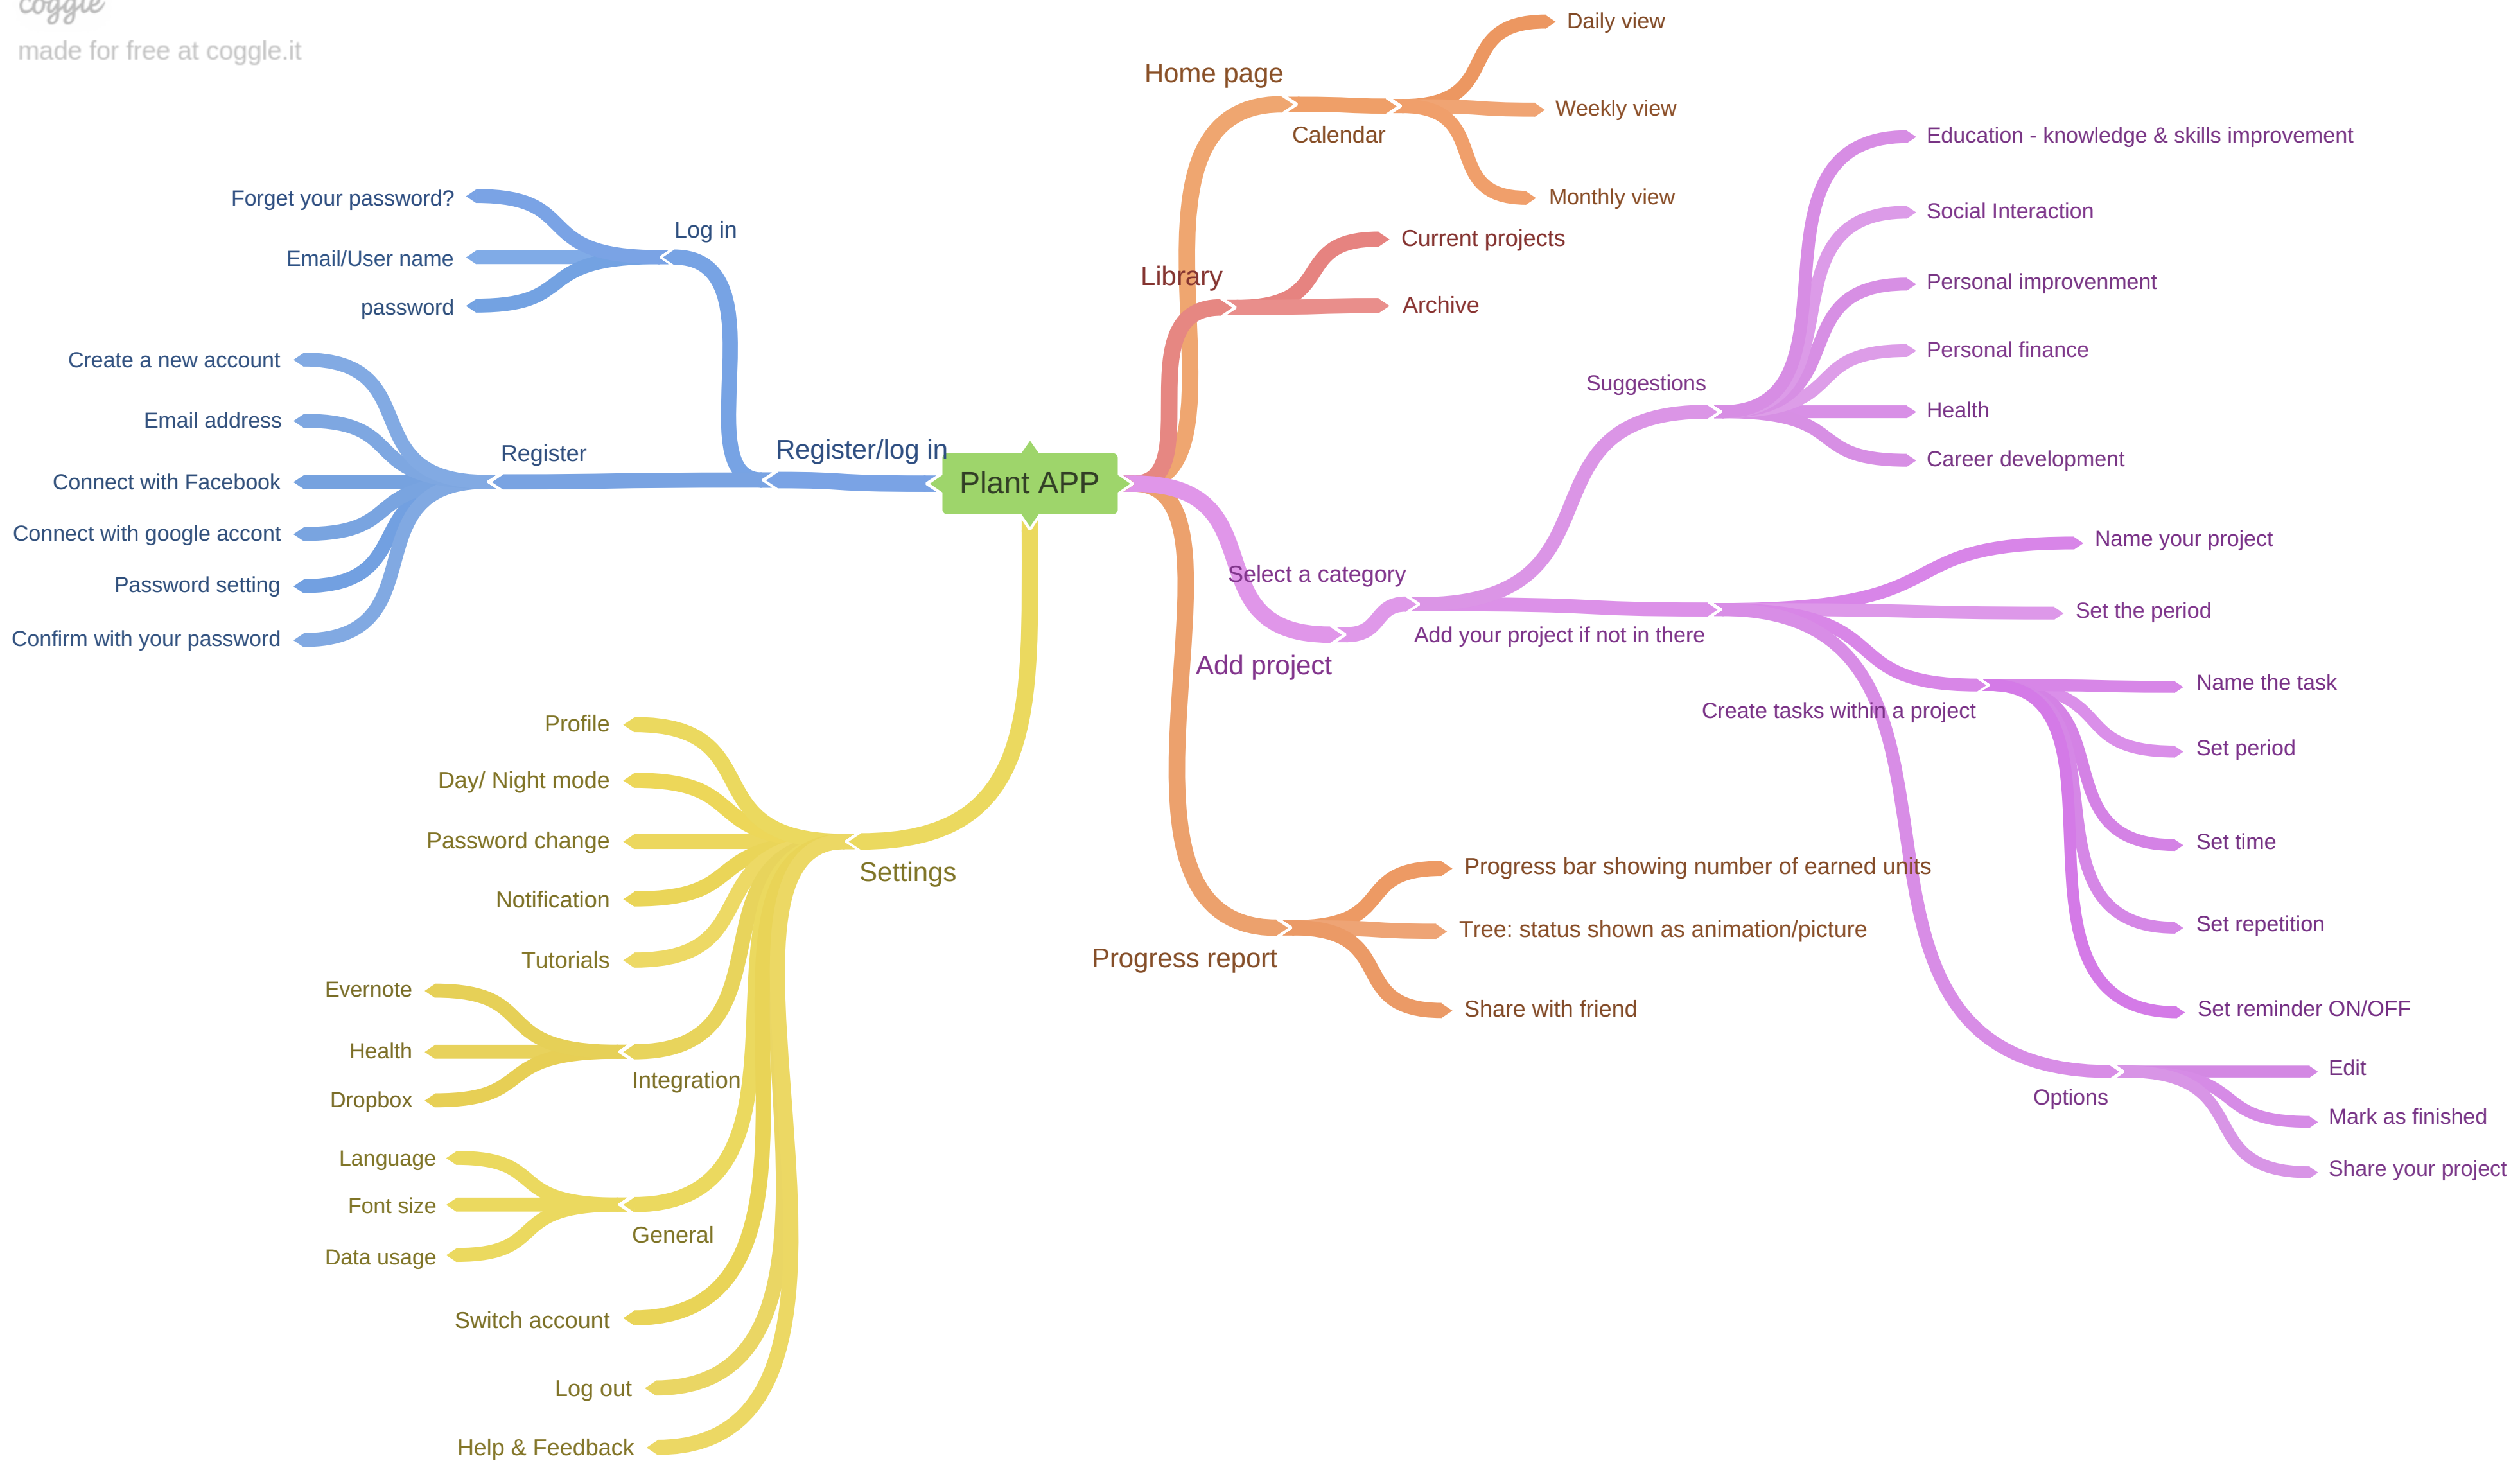 coggle
made for free at coggle.it
Plant APP
Register/log in
Log in
Forget your password?
Email/User name
password
Register
Create a new account
Email address
Connect with Facebook
Connect with google accont
Password setting
Confirm with your password
Settings
Profile
Day/ Night mode
Password change
Notification
Tutorials
Integration
Evernote
Health
Dropbox
General
Language
Font size
Data usage
Switch account
Log out
Help & Feedback
Home page
Calendar
Daily view
Weekly view
Monthly view
Library
Current projects
Archive
Add project
Select a category
Suggestions
Education - knowledge & skills improvement
Social Interaction
Personal improvenment
Personal finance
Health
Career development
Add your project if not in there
Name your project
Set the period
Create tasks within a project
Name the task
Set period
Set time
Set repetition
Set reminder ON/OFF
Options
Edit
Mark as finished
Share your project
Progress report
Progress bar showing number of earned units
Tree: status shown as animation/picture
Share with friend